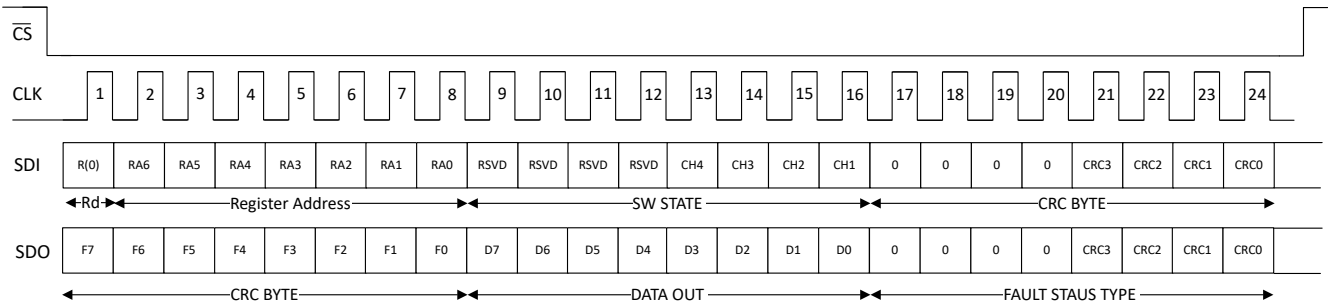 CS
CLK 1 2 3 4 5 6 7 8 9 10 11 12 13 14 15 16 17 18 19 20 21 22 23 24
SDI R(0) RA6 RA5 RA4 RA3 RA2 RA1 RA0 RSVD RSVD RSVD RSVD CH4 CH3 CH2 CH1 0 0 0 0 CRC3 CRC2 CRC1 CRC0
Rd Register Address SW STATE CRC BYTE
SDO F7 F6 F5 F4 F3 F2 F1 F0 D7 D6 D5 D4 D3 D2 D1 D0 0 0 0 0 CRC3 CRC2 CRC1 CRC0
CRC BYTE DATA OUT FAULT STAUS TYPE